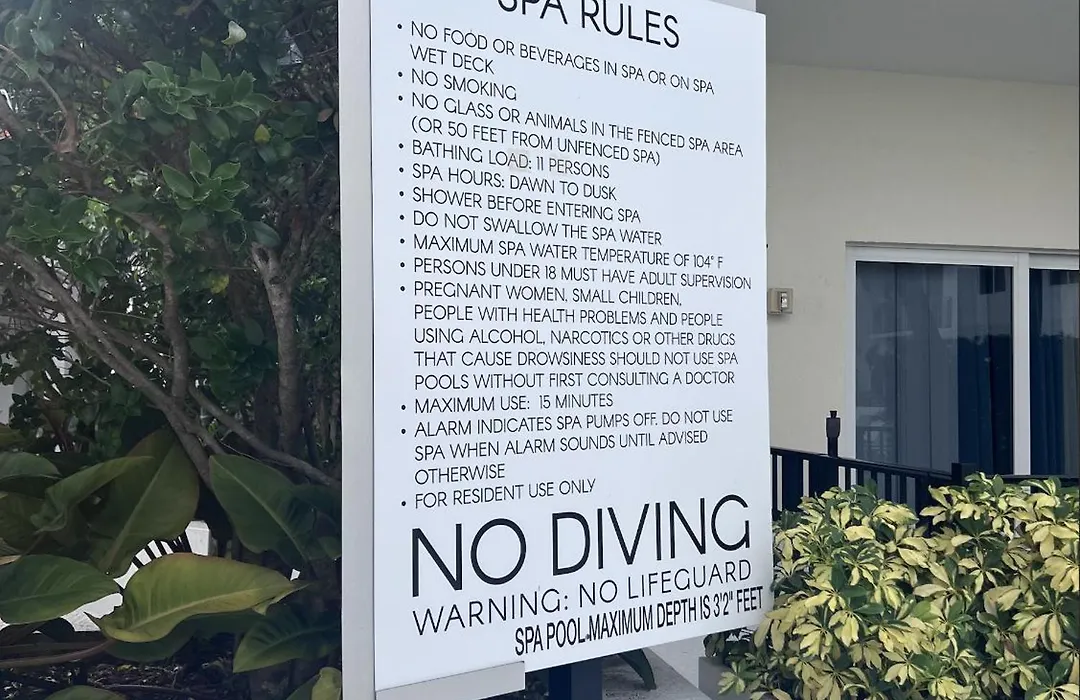 SPA RULES
• NO FOOD OR BEVERAGES IN SPA OR ON SPA
WET DECK
• NO SMOKING
• NO GLASS OR ANIMALS IN THE FENCED SPA AREA
(OR 50 FEET FROM UNFENCED SPA)
• BATHING LOAD: 11 PERSONS
• SPA HOURS: DAWN TO DUSK
• SHOWER BEFORE ENTERING SPA
• DO NOT SWALLOW THE SPA WATER
• MAXIMUM SPA WATER TEMPERATURE OF 104° F
• PERSONS UNDER 18 MUST HAVE ADULT SUPERVISION
• PREGNANT WOMEN, SMALL CHILDREN,
PEOPLE WITH HEALTH PROBLEMS AND PEOPLE
USING ALCOHOL, NARCOTICS OR OTHER DRUGS
THAT CAUSE DROWSINESS SHOULD NOT USE SPA
POOLS WITHOUT FIRST CONSULTING A DOCTOR
• MAXIMUM USE: 15 MINUTES
• ALARM INDICATES SPA PUMPS OFF. DO NOT USE
SPA WHEN ALARM SOUNDS UNTIL ADVISED
OTHERWISE
• FOR RESIDENT USE ONLY
NO DIVING
WARNING: NO LIFEGUARD
SPA POOL MAXIMUM DEPTH IS 3'2" FEET